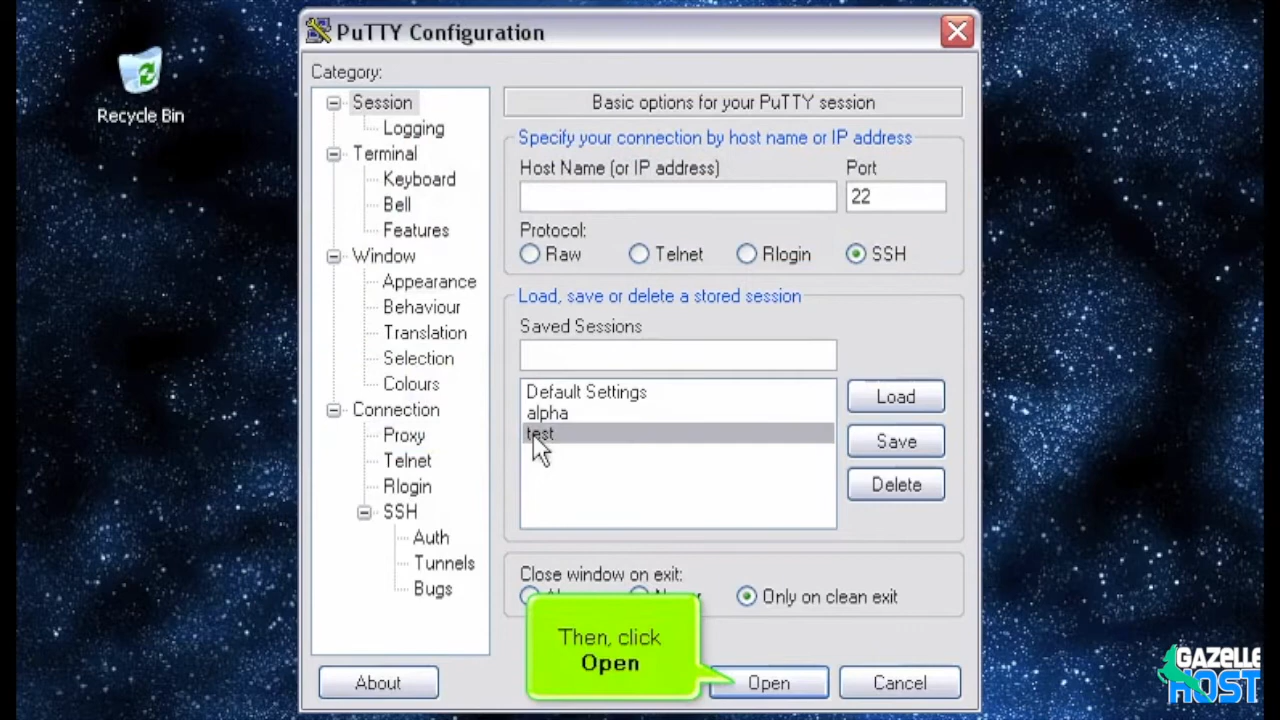 PuTTY Configuration
Recycle Bin
Category:
Session
Logging
Terminal
Keyboard
Bell
Features
Window
Appearance
Behaviour
Translation
Selection
Colours
Connection
Proxy
Telnet
Rlogin
SSH
Auth
Tunnels
Bugs
Basic options for your PuTTY session
Specify your connection by host name or IP address
Host Name (or IP address) Port
22
Protocol:
Raw Telnet Rlogin SSH
Load, save or delete a stored session
Saved Sessions
Default Settings
alpha
test
Load
Save
Delete
Close window on exit:
Only on clean exit
Then, click
Open
About Open Cancel
GAZELLE
HOST